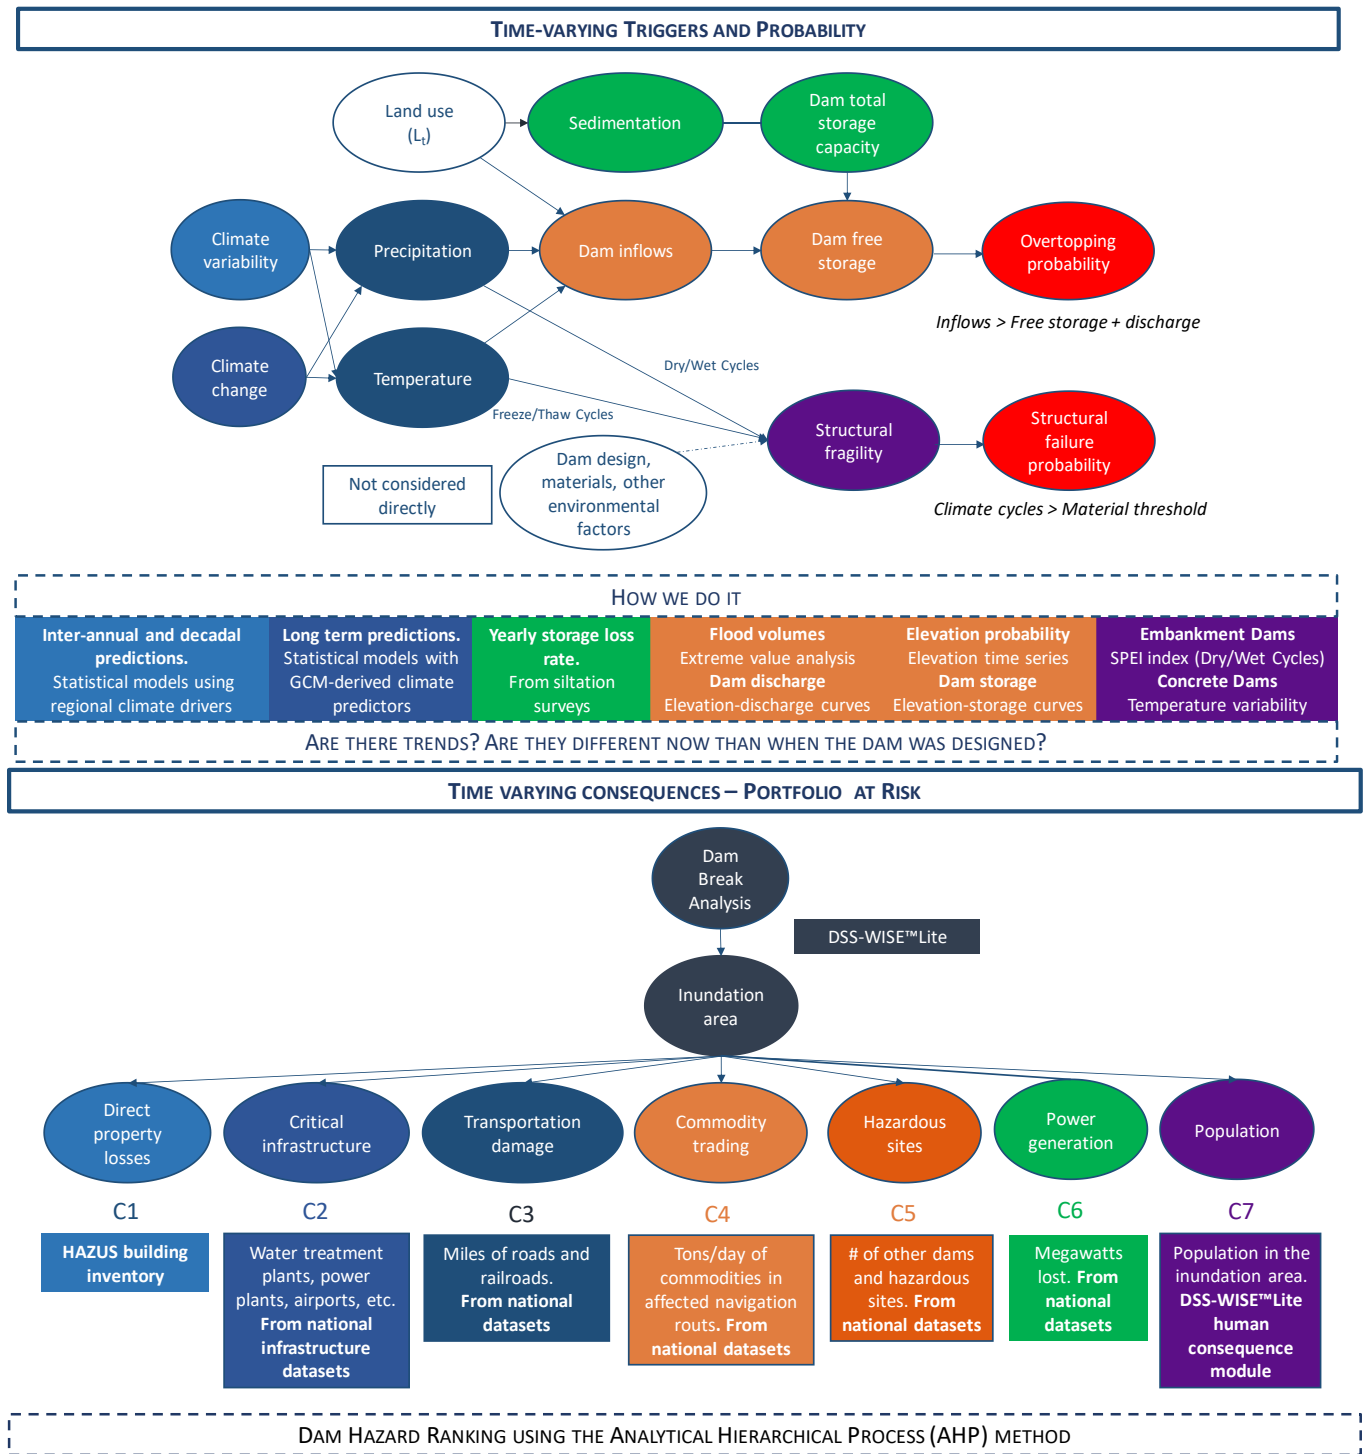 TIME-VARYING TRIGGERS AND PROBABILITY
Land use
(Lt)
Sedimentation
Dam total
storage
capacity
Climate
variability
Precipitation
Dam inflows
Dam free
storage
Overtopping
probability
Inflows > Free storage + discharge
Climate
change
Temperature
Dry/Wet Cycles
Freeze/Thaw Cycles
Structural
fragility
Structural
failure
probability
Climate cycles > Material threshold
Not considered
directly
Dam design,
materials, other
environmental
factors
HOW WE DO IT
Inter-annual and decadal
predictions.
Statistical models using
regional climate drivers
Long term predictions.
Statistical models with
GCM-derived climate
predictors
Yearly storage loss
rate.
From siltation
surveys
Flood volumes
Extreme value analysis
Dam discharge
Elevation-discharge curves
Elevation probability
Elevation time series
Dam storage
Elevation-storage curves
Embankment Dams
SPEI index (Dry/Wet Cycles)
Concrete Dams
Temperature variability
ARE THERE TRENDS? ARE THEY DIFFERENT NOW THAN WHEN THE DAM WAS DESIGNED?
TIME VARYING CONSEQUENCES – PORTFOLIO AT RISK
Dam
Break
Analysis
DSS-WISE™Lite
Inundation
area
Direct
property
losses
Critical
infrastructure
Transportation
damage
Commodity
trading
Hazardous
sites
Power
generation
Population
C1
C2
C3
C4
C5
C6
C7
HAZUS building
inventory
Water treatment
plants, power
plants, airports, etc.
From national
infrastructure
datasets
Miles of roads and
railroads.
From national
datasets
Tons/day of
commodities in
affected navigation
routs. From
national datasets
# of other dams
and hazardous
sites. From
national datasets
Megawatts
lost. From
national
datasets
Population in the
inundation area.
DSS-WISE™Lite
human
consequence
module
DAM HAZARD RANKING USING THE ANALYTICAL HIERARCHICAL PROCESS (AHP) METHOD